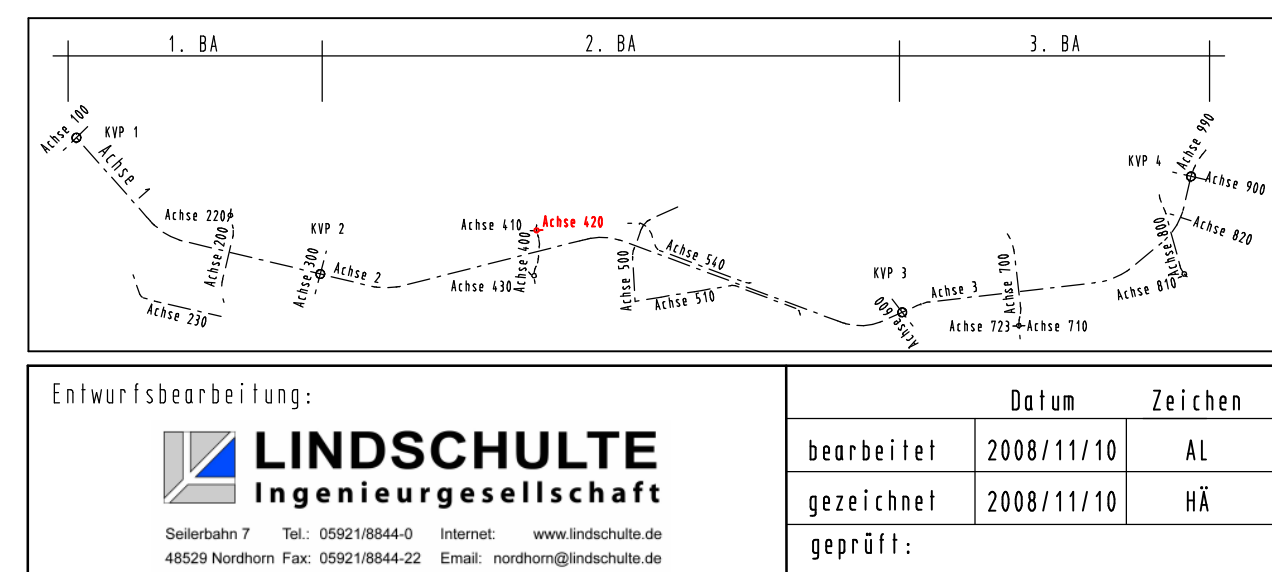 1. BA
2. BA
3. BA
Achse 100
KVP 1
Achse 1
Achse 220
Achse 200
Achse 230
KVP 2
Achse 300
Achse 2
Achse 410
Achse 420
Achse 400
Achse 430
Achse 500
Achse 540
Achse 510
KVP 3
Achse 600
Achse 3
Achse 700
Achse 723
Achse 710
KVP 4
Achse 990
Achse 900
Achse 820
Achse 800
Achse 810
Entwurfsbearbeitung:
LINDSCHULTE
Ingenieurgesellschaft
Seilerbahn 7 Tel.: 05921/8844-0 Internet: www.lindschulte.de
48529 Nordhorn Fax: 05921/8844-22 Email: nordhorn@lindschulte.de
Datum Zeichen
bearbeitet 2008/11/10 AL
gezeichnet 2008/11/10 HÄ
geprüft: